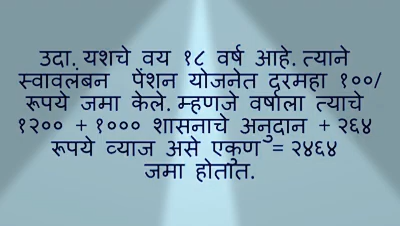 उदा. यशचे वय १८ वर्ष आहे. त्याने
स्वावलंबन पेंशन योजनेत दरमहा १००/
रूपये जमा केले. म्हणजे वर्षाला त्याचे
१२०० + १००० शासनाचे अनुदान + २६४
रूपये व्याज असे एकुण = २४६४
जमा होतात.